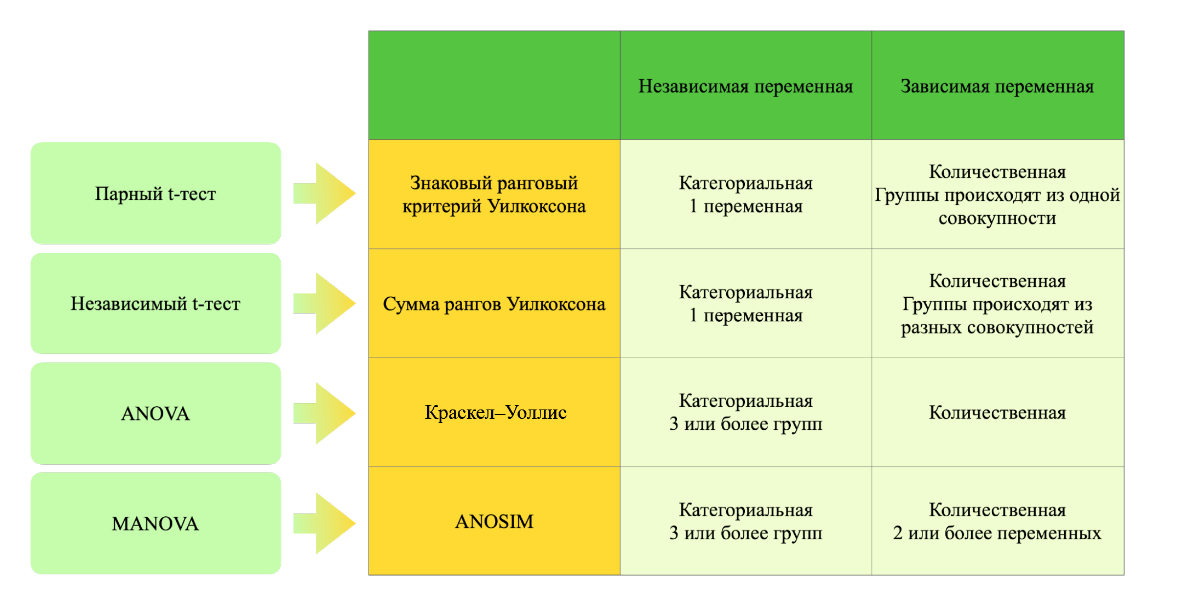 Независимая переменная
Зависимая переменная
Парный t-тест
Знаковый ранговый
критерий Уилкоксона
Категориальная
1 переменная
Количественная
Группы происходят из одной
совокупности
Независимый t-тест
Сумма рангов Уилкоксона
Категориальная
1 переменная
Количественная
Группы происходят из
разных совокупностей
ANOVA
Краскел–Уоллис
Категориальная
3 или более групп
Количественная
MANOVA
ANOSIM
Категориальная
3 или более групп
Количественная
2 или более переменных